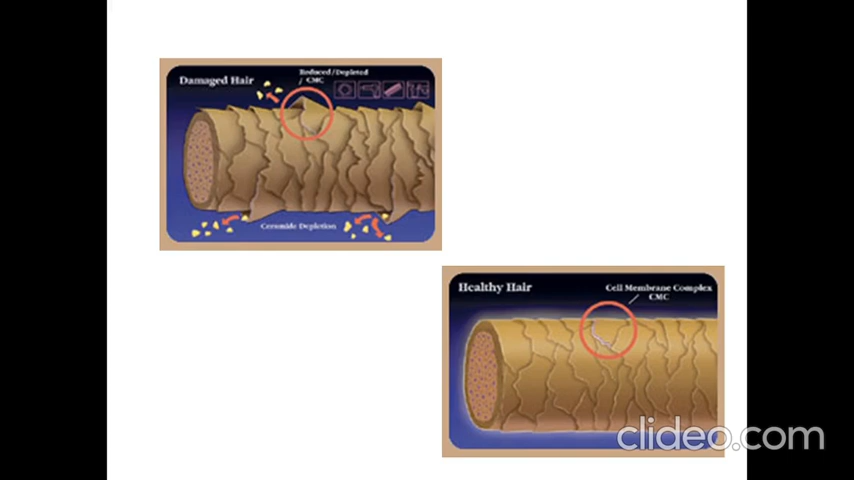 Damaged Hair
Reduced/Depleted
CMC
Ceramide Depletion
Healthy Hair
Cell Membrane Complex
CMC
clideo.com